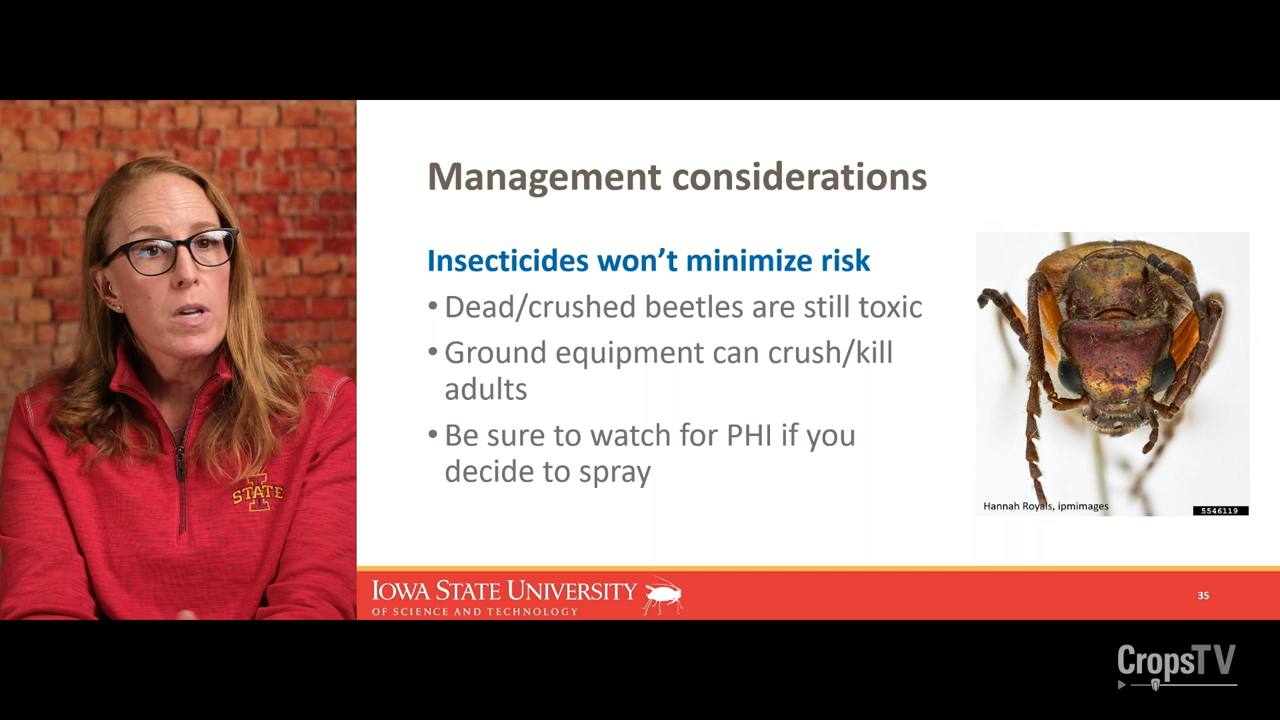 Management considerations
Insecticides won't minimize risk
• Dead/crushed beetles are still toxic
• Ground equipment can crush/kill
adults
• Be sure to watch for PHI if you
decide to spray
Hannah Royals, ipmimages
5546119
STATE
IOWA STATE UNIVERSITY
OF SCIENCE AND TECHNOLOGY
35
CropsTV